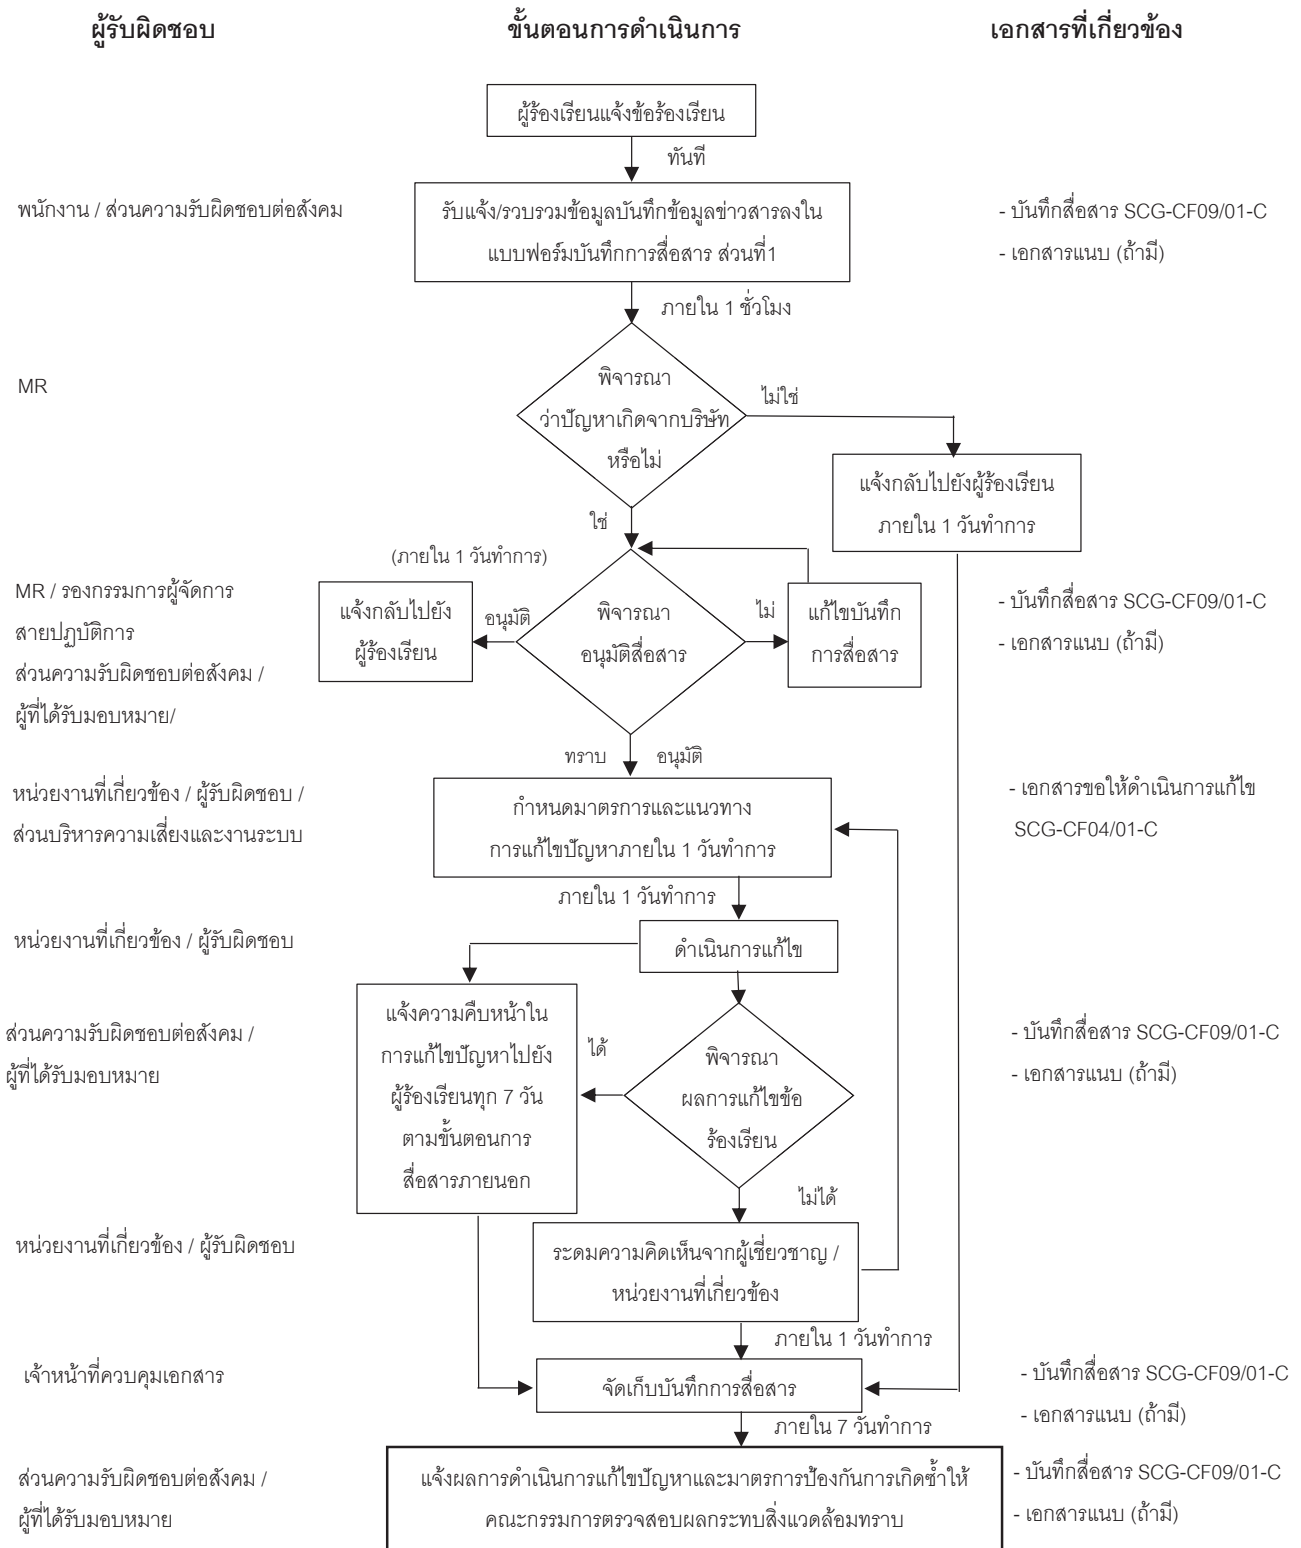 ผู้รับผิดชอบ
ขั้นตอนการดำเนินการ
เอกสารที่เกี่ยวข้อง
ผู้ร้องเรียนแจ้งข้อร้องเรียน
ทันที
พนักงาน / ส่วนความรับผิดชอบต่อสังคม
รับแจ้ง/รวบรวมข้อมูลบันทึกข้อมูลข่าวสารลงใน
แบบฟอร์มบันทึกการสื่อสาร ส่วนที่1
- บันทึกสื่อสาร SCG-CF09/01-C
- เอกสารแนบ (ถ้ามี)
ภายใน 1 ชั่วโมง
MR
พิจารณา
ว่าปัญหาเกิดจากบริษัท
หรือไม่
ไม่ใช่
แจ้งกลับไปยังผู้ร้องเรียน
ภายใน 1 วันทำการ
ใช่
(ภายใน 1 วันทำการ)
MR / รองกรรมการผู้จัดการ
สายปฏบัติการ
ส่วนความรับผิดชอบต่อสังคม /
ผู้ที่ได้รับมอบหมาย/
แจ้งกลับไปยัง
ผู้ร้องเรียน
อนุมัติ
พิจารณา
อนุมัติสื่อสาร
ไม่
แก้ไขบันทึก
การสื่อสาร
- บันทึกสื่อสาร SCG-CF09/01-C
- เอกสารแนบ (ถ้ามี)
ทราบ
อนุมัติ
หน่วยงานที่เกี่ยวข้อง / ผู้รับผิดชอบ /
ส่วนบริหารความเสี่ยงและงานระบบ
กำหนดมาตรการและแนวทาง
การแก้ไขปัญหาภายใน 1 วันทำการ
- เอกสารขอให้ดำเนินการแก้ไข
SCG-CF04/01-C
ภายใน 1 วันทำการ
หน่วยงานที่เกี่ยวข้อง / ผู้รับผิดชอบ
ดำเนินการแก้ไข
ส่วนความรับผิดชอบต่อสังคม /
ผู้ที่ได้รับมอบหมาย
แจ้งความคืบหน้าใน
การแก้ไขปัญหาไปยัง
ผู้ร้องเรียนทุก 7 วัน
ตามขั้นตอนการ
สื่อสารภายนอก
ได้
พิจารณา
ผลการแก้ไขข้อ
ร้องเรียน
- บันทึกสื่อสาร SCG-CF09/01-C
- เอกสารแนบ (ถ้ามี)
ไม่ได้
หน่วยงานที่เกี่ยวข้อง / ผู้รับผิดชอบ
ระดมความคิดเห็นจากผู้เชี่ยวชาญ /
หน่วยงานที่เกี่ยวข้อง
ภายใน 1 วันทำการ
เจ้าหน้าที่ควบคุมเอกสาร
จัดเก็บบันทึกการสื่อสาร
- บันทึกสื่อสาร SCG-CF09/01-C
- เอกสารแนบ (ถ้ามี)
ภายใน 7 วันทำการ
ส่วนความรับผิดชอบต่อสังคม /
ผู้ที่ได้รับมอบหมาย
แจ้งผลการดำเนินการแก้ไขปัญหาและมาตรการป้องกันการเกิดซ้ำให้
คณะกรรมการตรวจสอบผลกระทบสิ่งแวดล้อมทราบ
- บันทึกสื่อสาร SCG-CF09/01-C
- เอกสารแนบ (ถ้ามี)